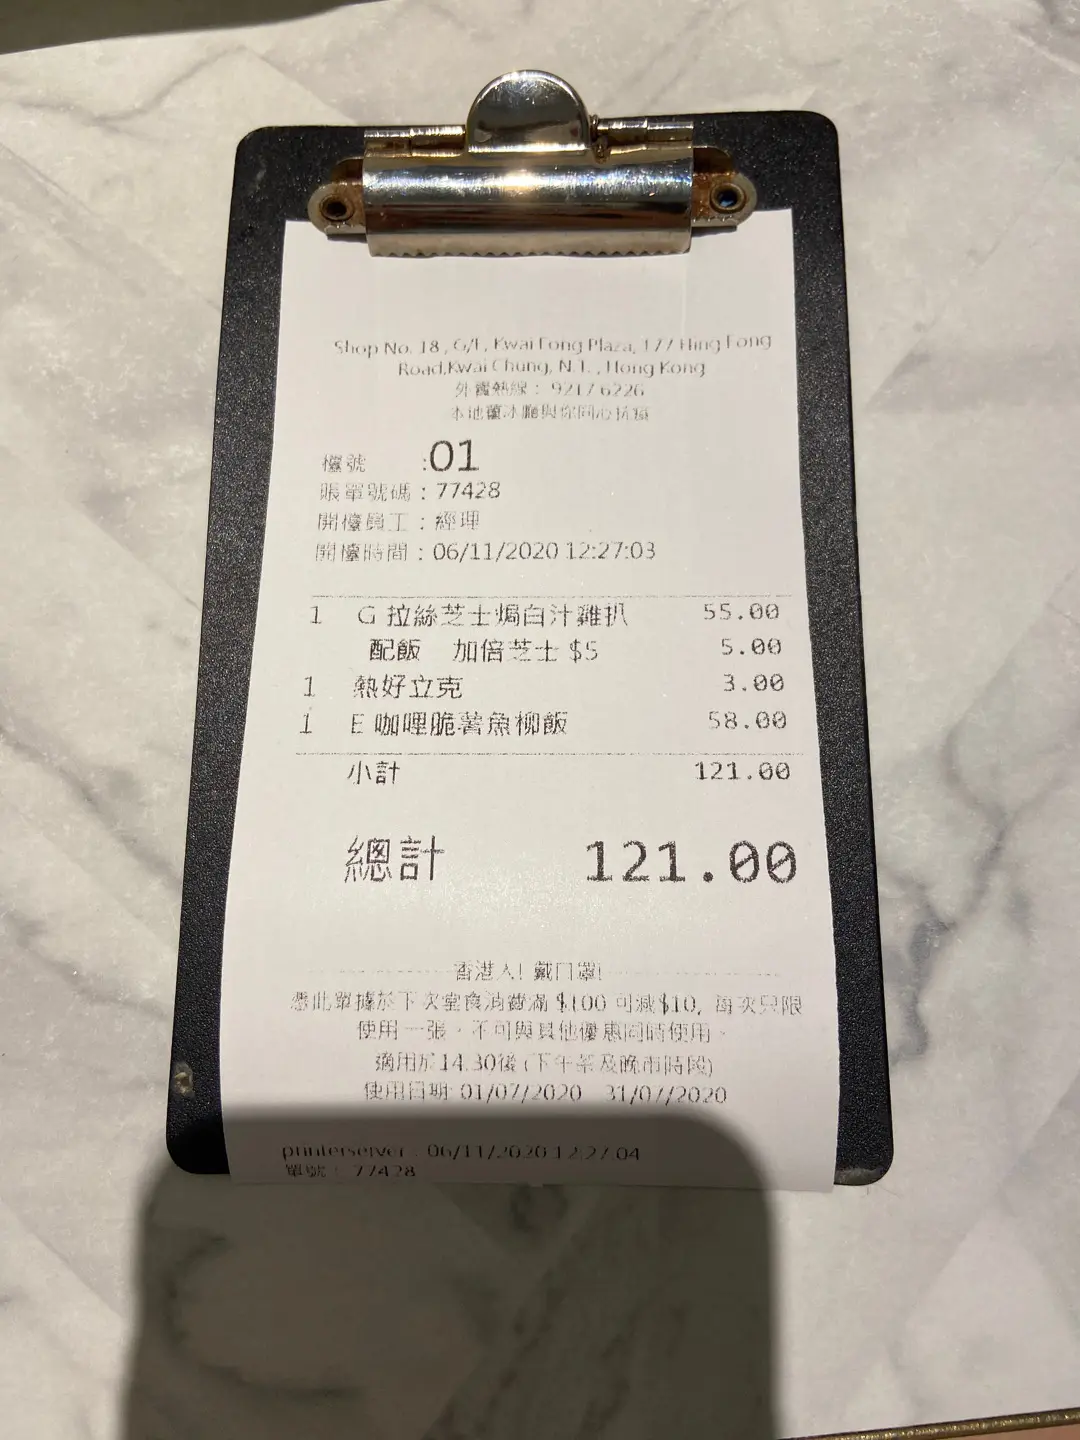 Shop No. 18, G/F, Kwai Fong Plaza, 177 Hing Fong
Road,Kwai Chung, N.T. , Hong Kong
外賣熱線： 9217 6226
本地薑冰廳與你同心抗疫
檯號 :01
賬單號碼：77428
開檯員工：經理
開檯時間：06/11/2020 12:27:03
1 G 拉絲芝士焗白汁雞扒 55.00
配飯 加倍芝士 $5 5.00
1 熱好立克 3.00
1 E 咖哩脆薯魚柳飯 58.00
小計 121.00
總計 121.00
香港人! 戴口罩!
憑此單據於下次堂食消費滿 $100 可減$10, 每次只限
使用一張，不可與其他優惠同時使用。
適用於14.30後 (下午茶及晚市時段)
使用日期 01/07/2020 31/07/2020
printerserver : 06/11/2020 12:27:04
單號： 77428